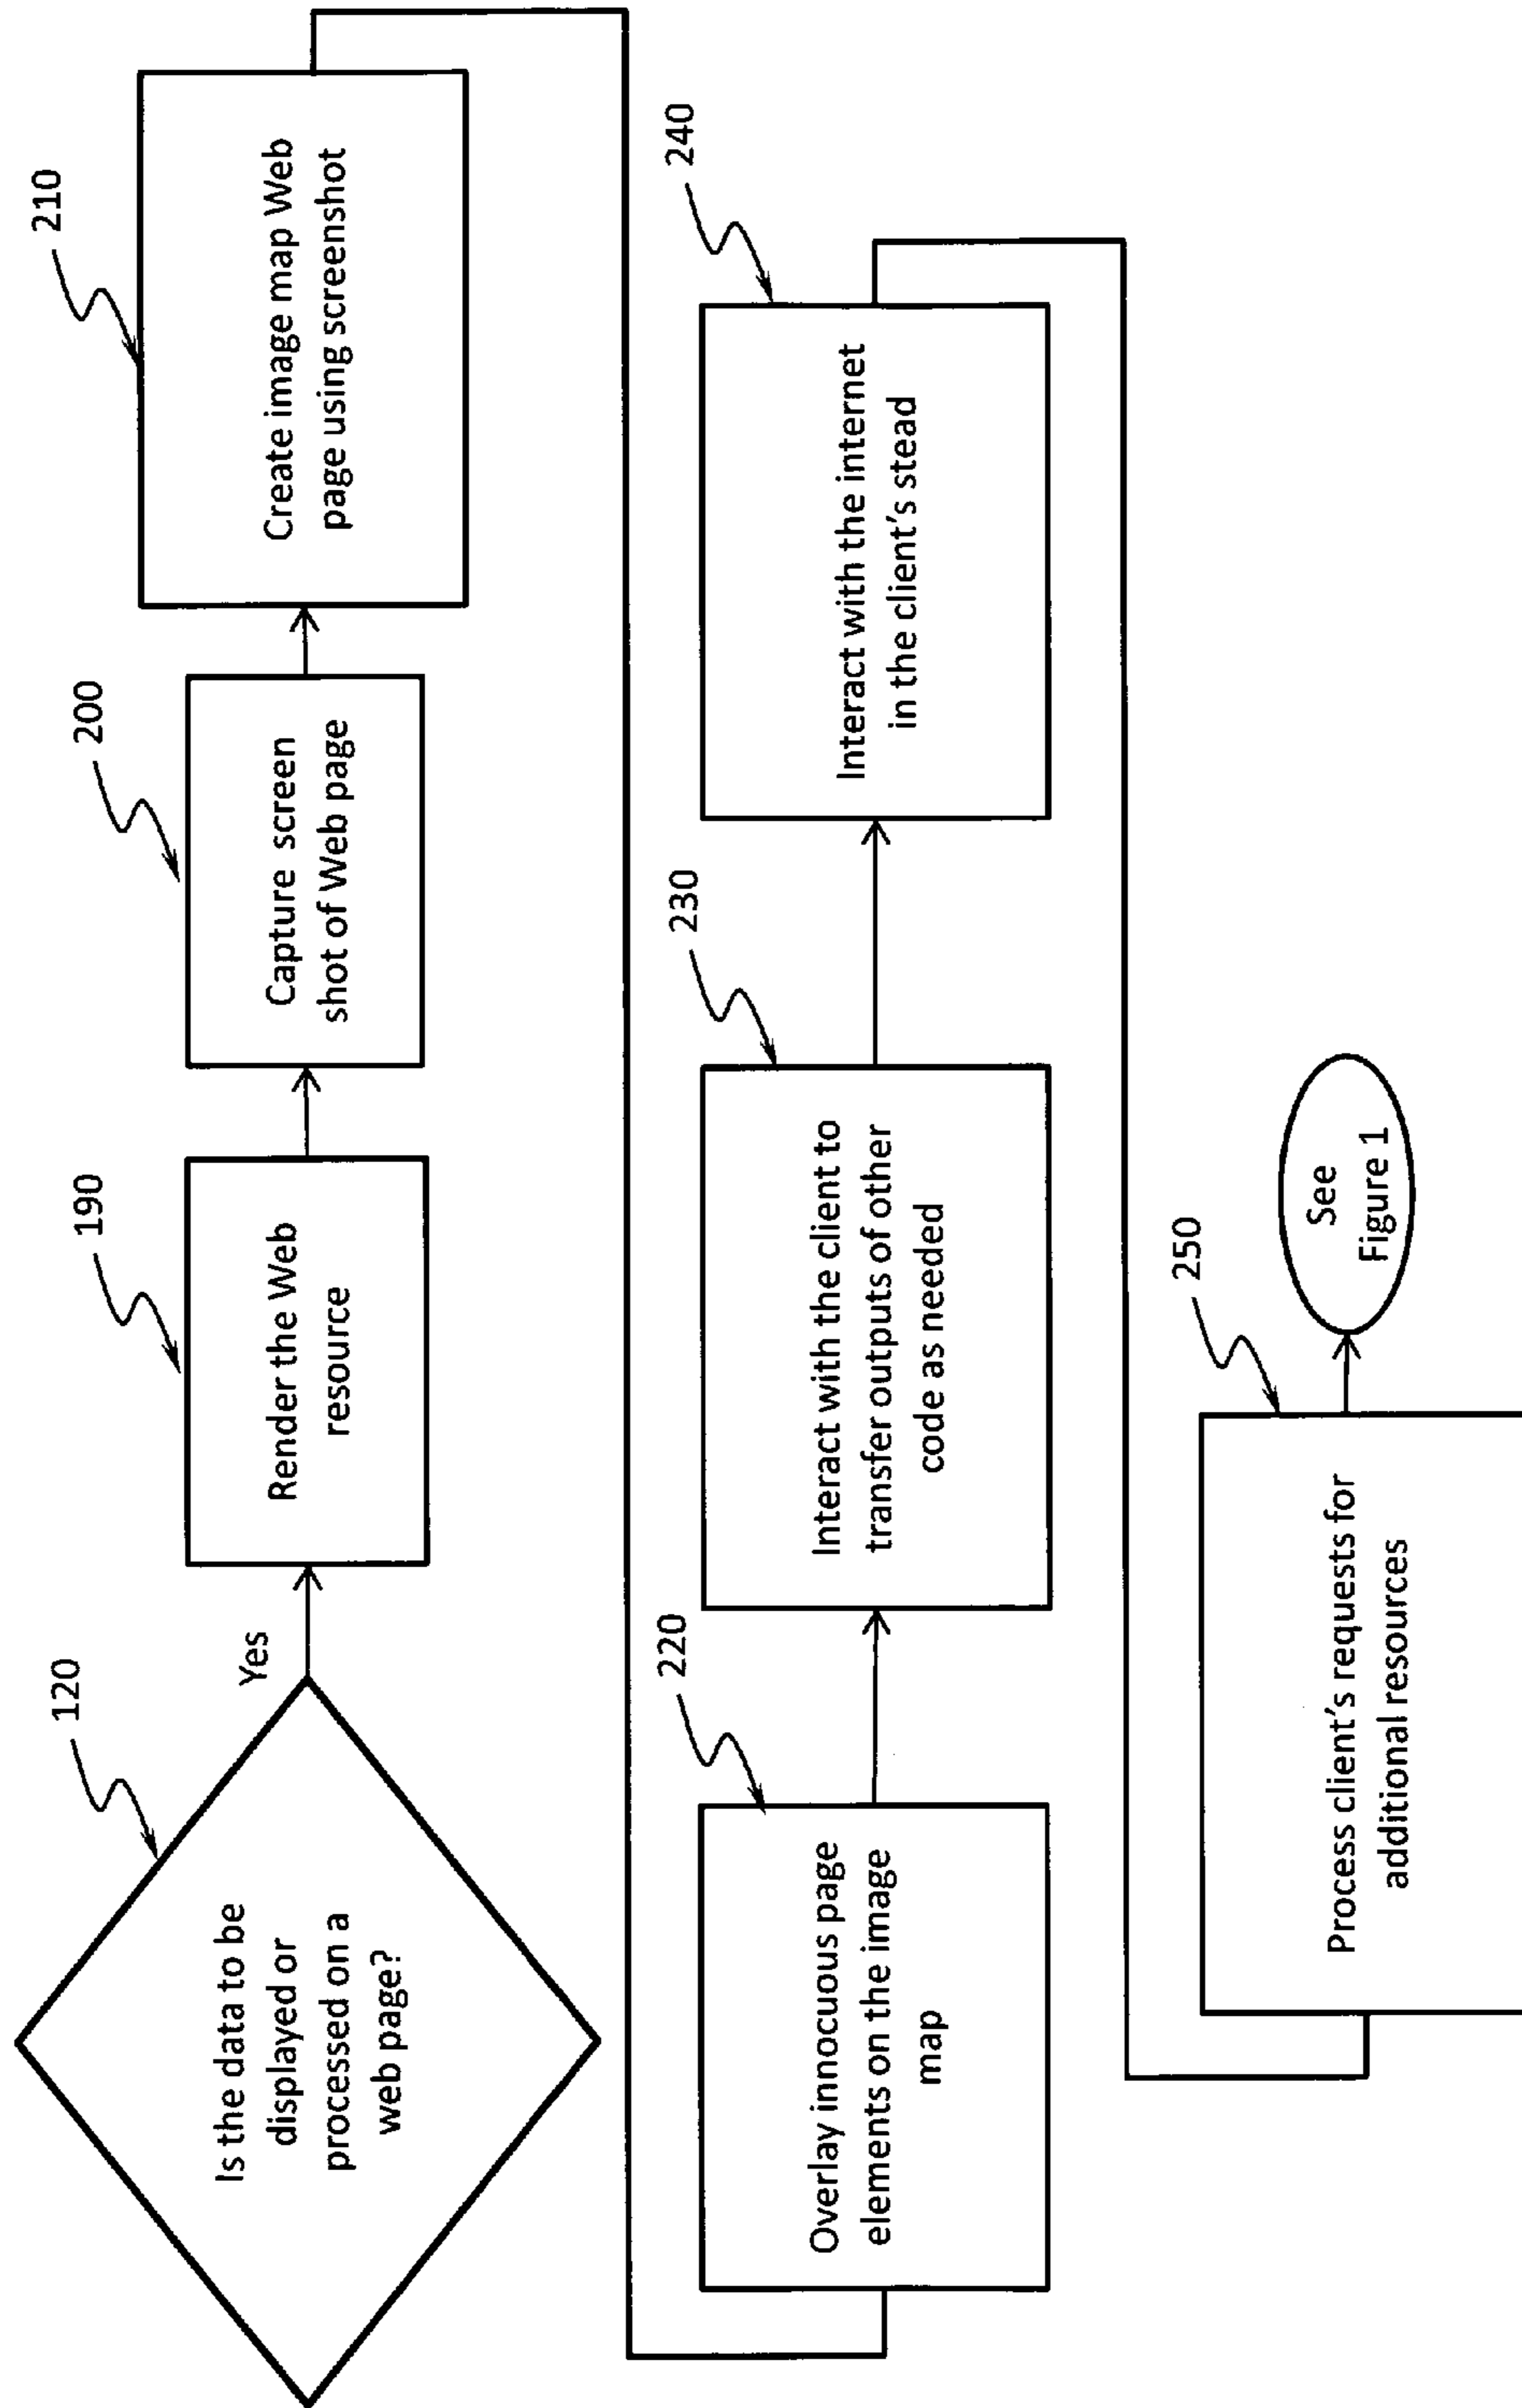 120
Is the data to be
displayed or
processed on a
web page?
Yes
190
Render the Web
resource
200
Capture screen
shot of Web page
210
Create image map Web
page using screenshot
220
Overlay innocuous page
elements on the image
map
230
Interact with the client to
transfer outputs of other
code as needed
240
Interact with the internet
in the client's stead
250
Process client's requests for
additional resources
See
Figure 1